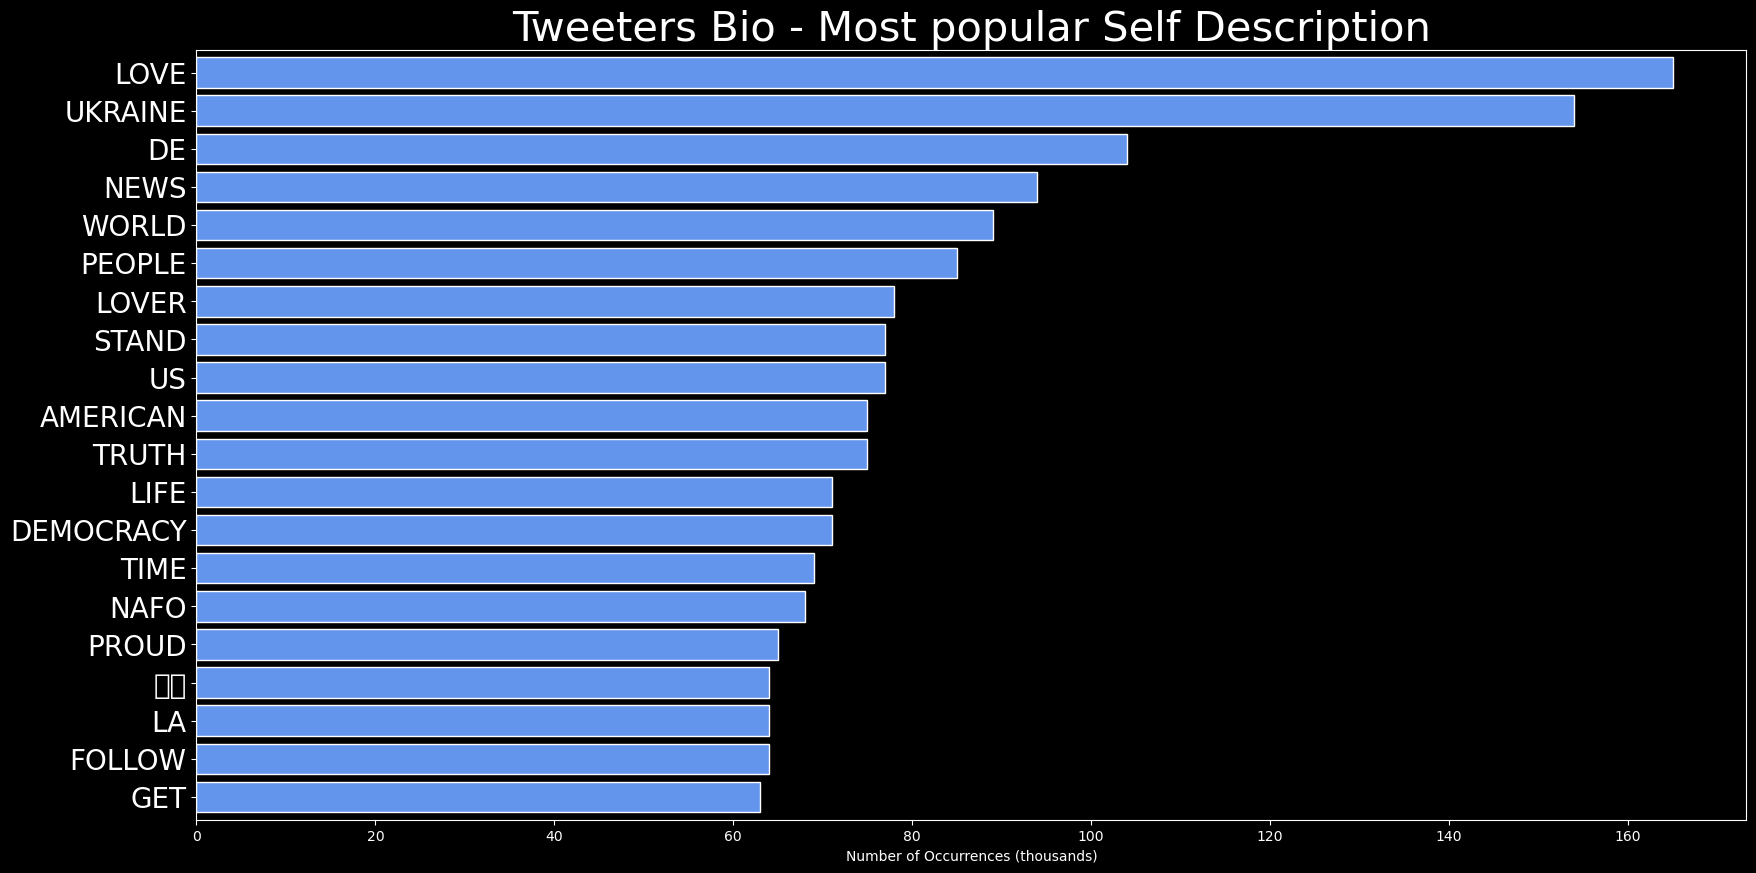 Tweeters Bio - Most popular Self Description
LOVE
UKRAINE
DE
NEWS
WORLD
PEOPLE
LOVER
STAND
US
AMERICAN
TRUTH
LIFE
DEMOCRACY
TIME
NAFO
PROUD
LA
FOLLOW
GET
0 20 40 60 80 100 120 140 160
Number of Occurrences (thousands)